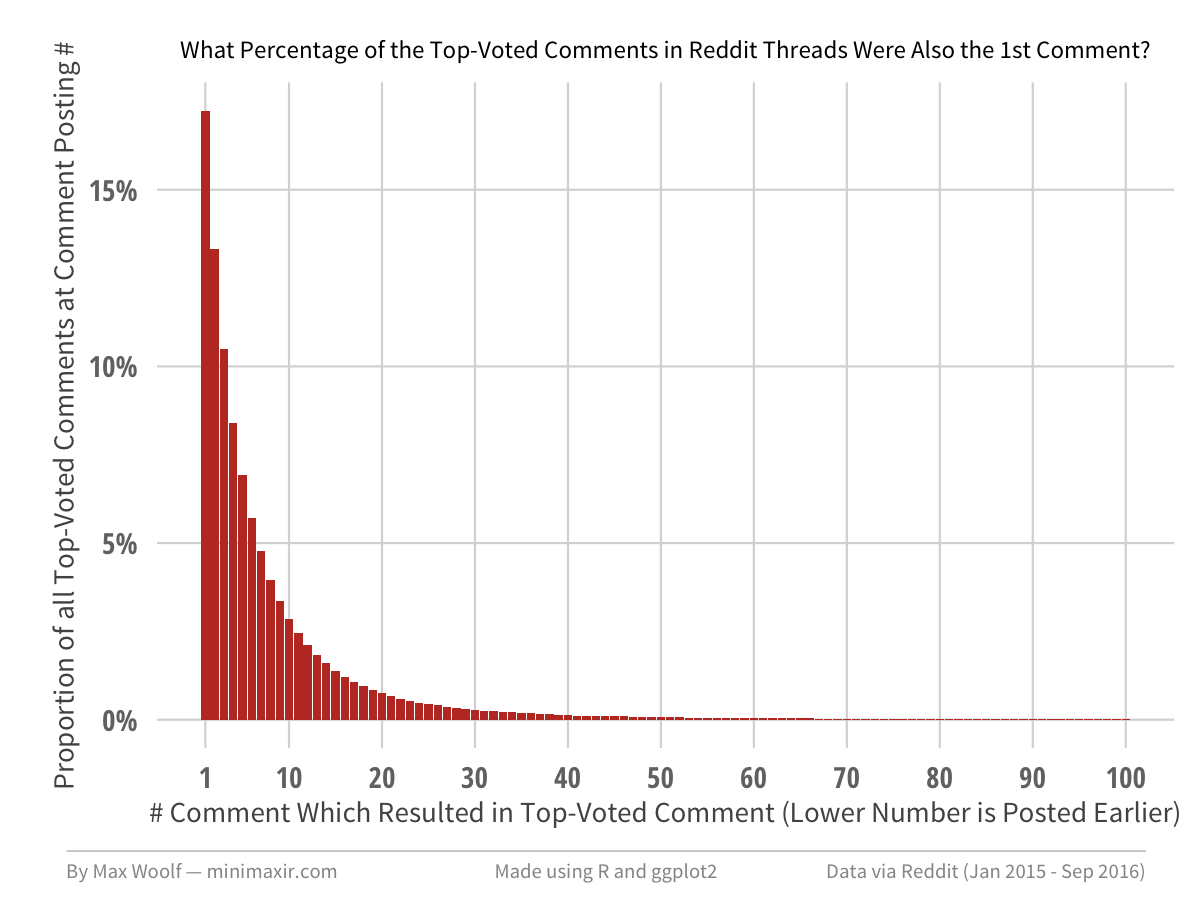 What Percentage of the Top-Voted Comments in Reddit Threads Were Also the 1st Comment?
Proportion of all Top-Voted Comments at Comment Posting #
15%
10%
5%
0%
1 10 20 30 40 50 60 70 80 90 100
# Comment Which Resulted in Top-Voted Comment (Lower Number is Posted Earlier)
By Max Woolf — minimaxir.com
Made using R and ggplot2
Data via Reddit (Jan 2015 - Sep 2016)